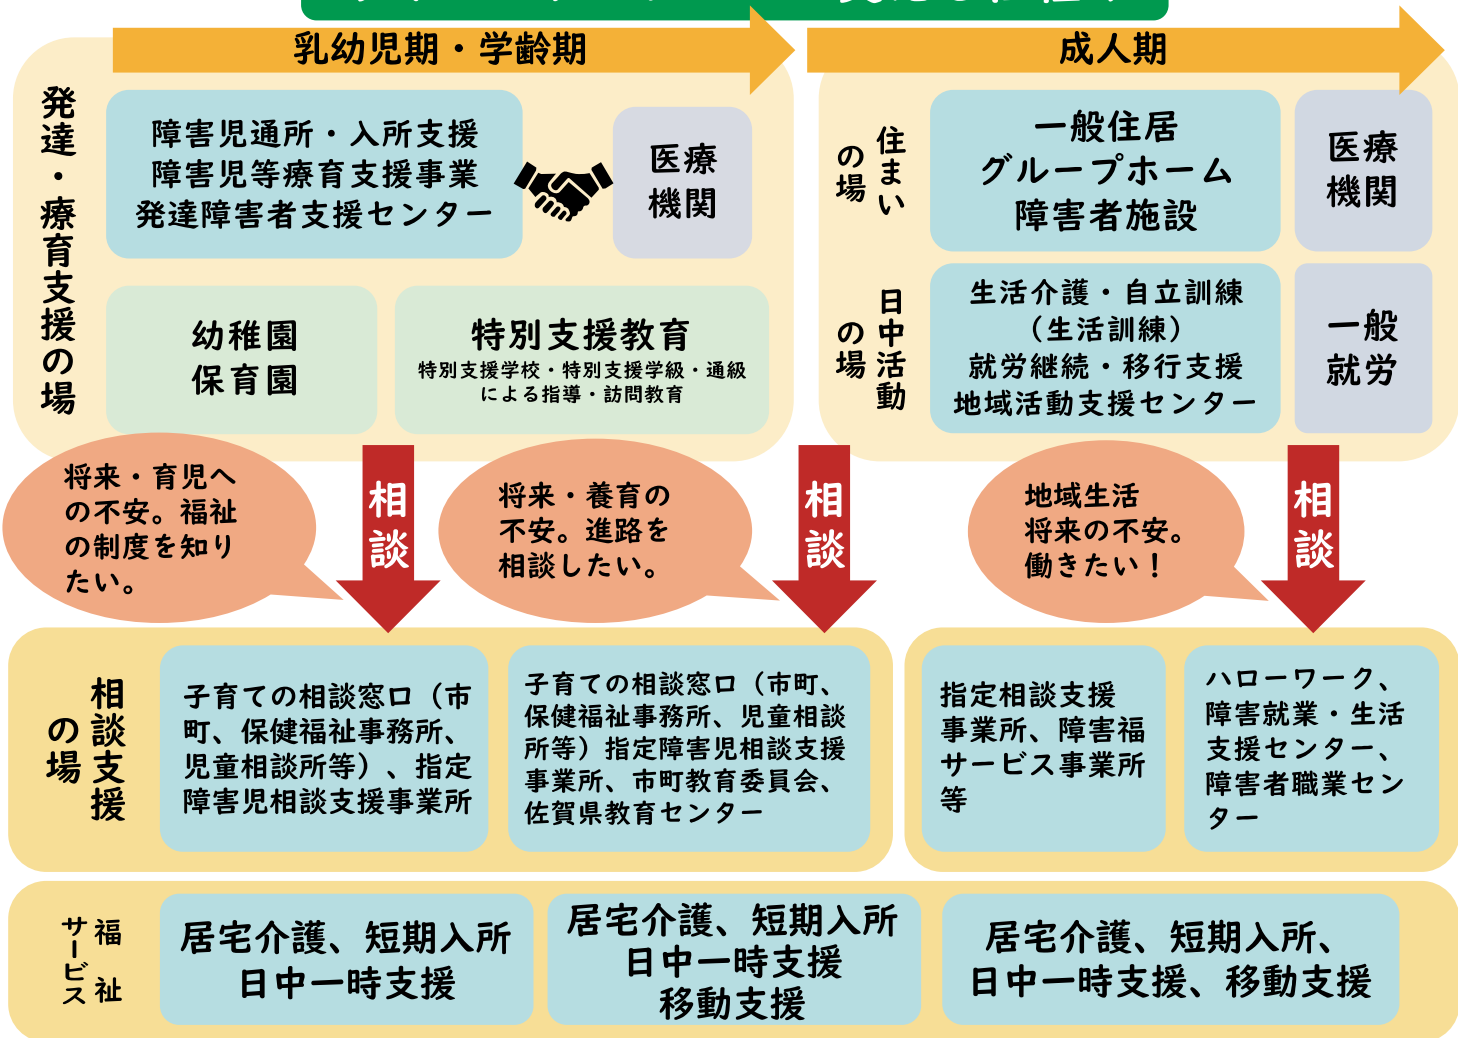 乳幼児期・学齢期
成人期
発達・療育支援の場
障害児通所・入所支援
障害児等療育支援事業
発達障害者支援センター
医療
機関
幼稚園
保育園
特別支援教育
特別支援学校・特別支援学級・通級
による指導・訪問教育
住まい
の場
一般住居
グループホーム
障害者施設
医療
機関
日中活動
の場
生活介護・自立訓練
（生活訓練）
就労継続・移行支援
地域活動支援センター
一般
就労
将来・育児へ
の不安。福祉
の制度を知り
たい。
相談
将来・養育の
不安。進路を
相談したい。
相談
地域生活
将来の不安。
働きたい！
相談
相談支援
の場
子育ての相談窓口（市
町、保健福祉事務所、
児童相談所等）、指定
障害児相談支援事業所
子育ての相談窓口（市町、
保健福祉事務所、児童相談
所等）指定障害児相談支援
事業所、市町教育委員会、
佐賀県教育センター
指定相談支援
事業所、障害福
サービス事業所
等
ハローワーク、
障害就業・生活
支援センター、
障害者職業セン
ター
福祉
サービス
居宅介護、短期入所
日中一時支援
居宅介護、短期入所
日中一時支援
移動支援
居宅介護、短期入所、
日中一時支援、移動支援